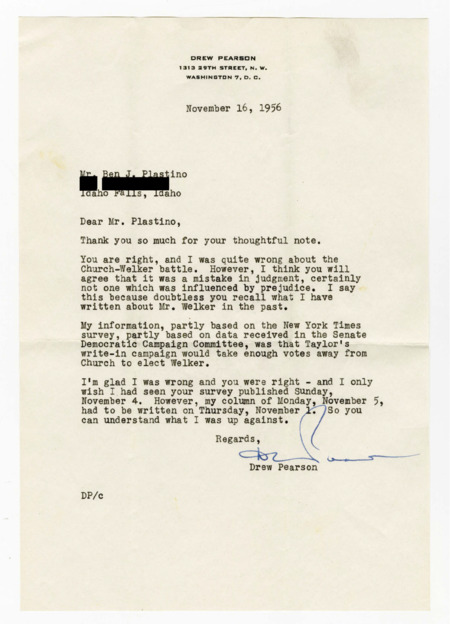 DREW PEARSON
1313 29TH STREET, N. W.
WASHINGTON 7, D. C.
November 16, 1956
Mr. Ben J. Plastino
Idaho Falls, Idaho
Dear Mr. Plastino,
Thank you so much for your thoughtful note.
You are right, and I was quite wrong about the
Church-Welker battle. However, I think you will
agree that it was a mistake in judgment, certainly
not one which was influenced by prejudice. I say
this because doubtless you recall what I have
written about Mr. Welker in the past.
My information, partly based on the New York Times
survey, partly based on data received in the Senate
Democratic Campaign Committee, was that Taylor's
write-in campaign would take enough votes away from
Church to elect Welker.
I'm glad I was wrong and you were right - and I only
wish I had seen your survey published Sunday,
November 4. However, my column of Monday, November 5,
had to be written on Thursday, November 1. So you
can understand what I was up against.
Regards,
Drew Pearson
DP/c